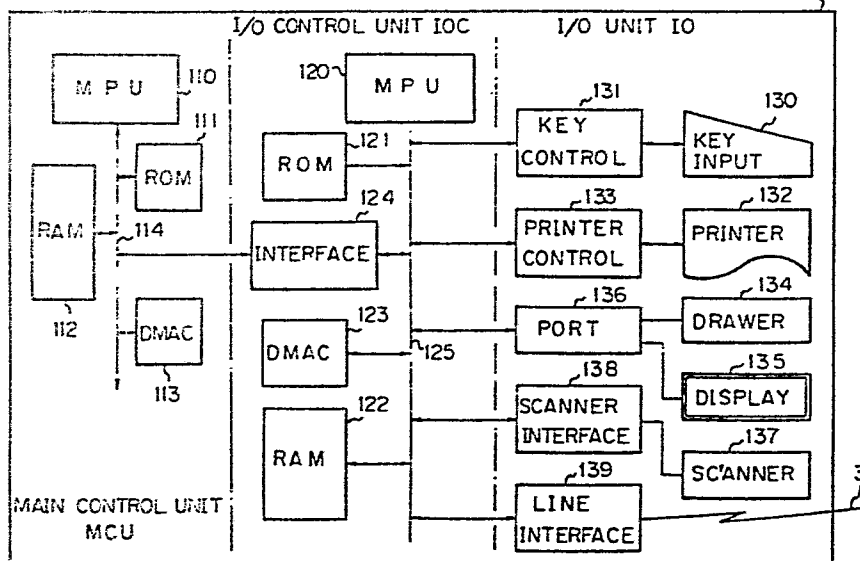 I/O CONTROL UNIT IOC
I/O UNIT IO
MPU
110
120
MPU
131
KEY
CONTROL
130
KEY
INPUT
111
ROM
121
ROM
RAM
112
114
124
INTERFACE
133
PRINTER
CONTROL
132
PRINTER
DMAC
113
123
DMAC
125
136
PORT
134
DRAWER
135
DISPLAY
122
RAM
138
SCANNER
INTERFACE
137
SCANNER
139
LINE
INTERFACE
3
MAIN CONTROL UNIT
MCU